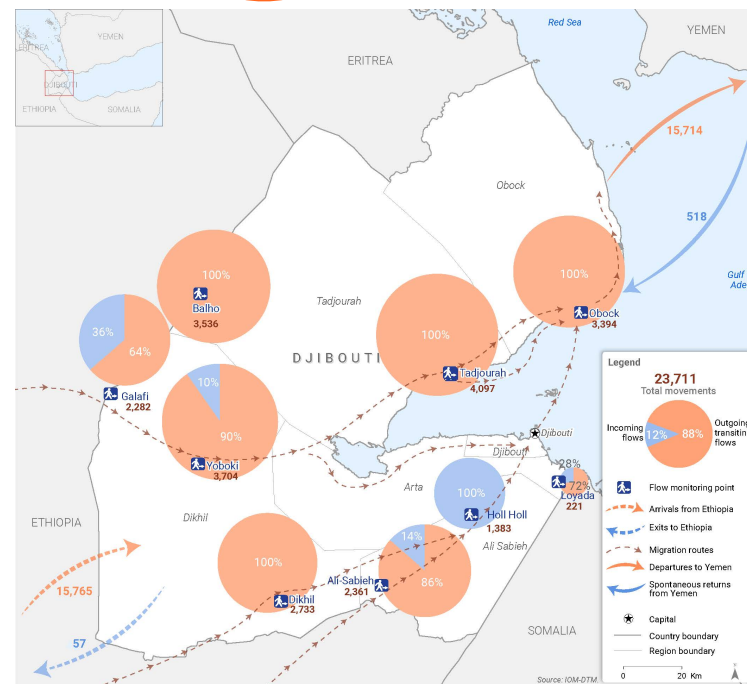 Red Sea
YEMEN
YEMEN
ERITREA
DJIBOUTI
ETHIOPIA
SOMALIA
ERITREA
15,714
Obock
518
100%
100%
Balho
3,536
Tadjourah
100%
Obock
3,394
Gulf
Ade
36%
64%
DJIBOUTI
Tadjourah
4,097
Galafi
2,282
10%
90%
Yoboki
3,704
Djibouti
Djibouti
28%
72%
Loyada
221
Arta
100%
Holl Holl
1,383
Dikhil
ETHIOPIA
Ali Sabieh
14%
86%
100%
Ali-Sabieh
2,361
Dikhil
2,733
15,765
57
SOMALIA
Source: IOM-DTM
Legend
23,711
Total movements
Incoming
flows
12%
88%
Outgoing
transitin
flows
Flow monitoring point
Arrivals from Ethiopia
Exits to Ethiopia
Migration routes
Departures to Yemen
Spontaneous returns
from Yemen
Capital
Country boundary
Region boundary
0 20 Km